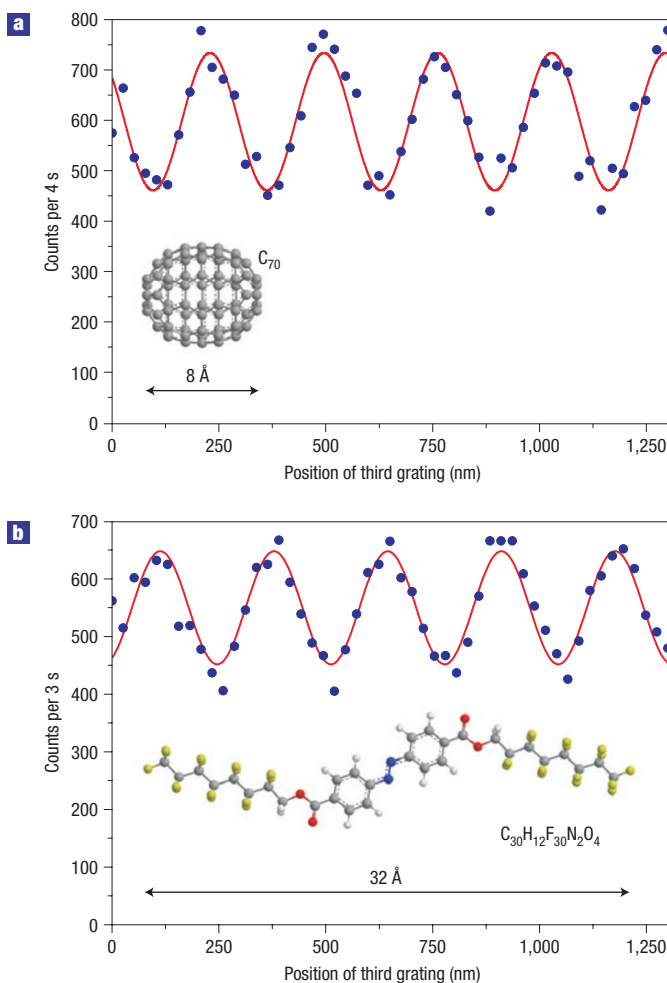 a
800
700
600
500
400
300
200
100
0
Counts per 4 s
C₇₀
8 Å
0 250 500 750 1,000 1,250
Position of third grating (nm)
b
700
600
500
400
300
200
100
0
Counts per 3 s
C₃₀H₁₂F₃₀N₂O₄
32 Å
0 250 500 750 1,000 1,250
Position of third grating (nm)